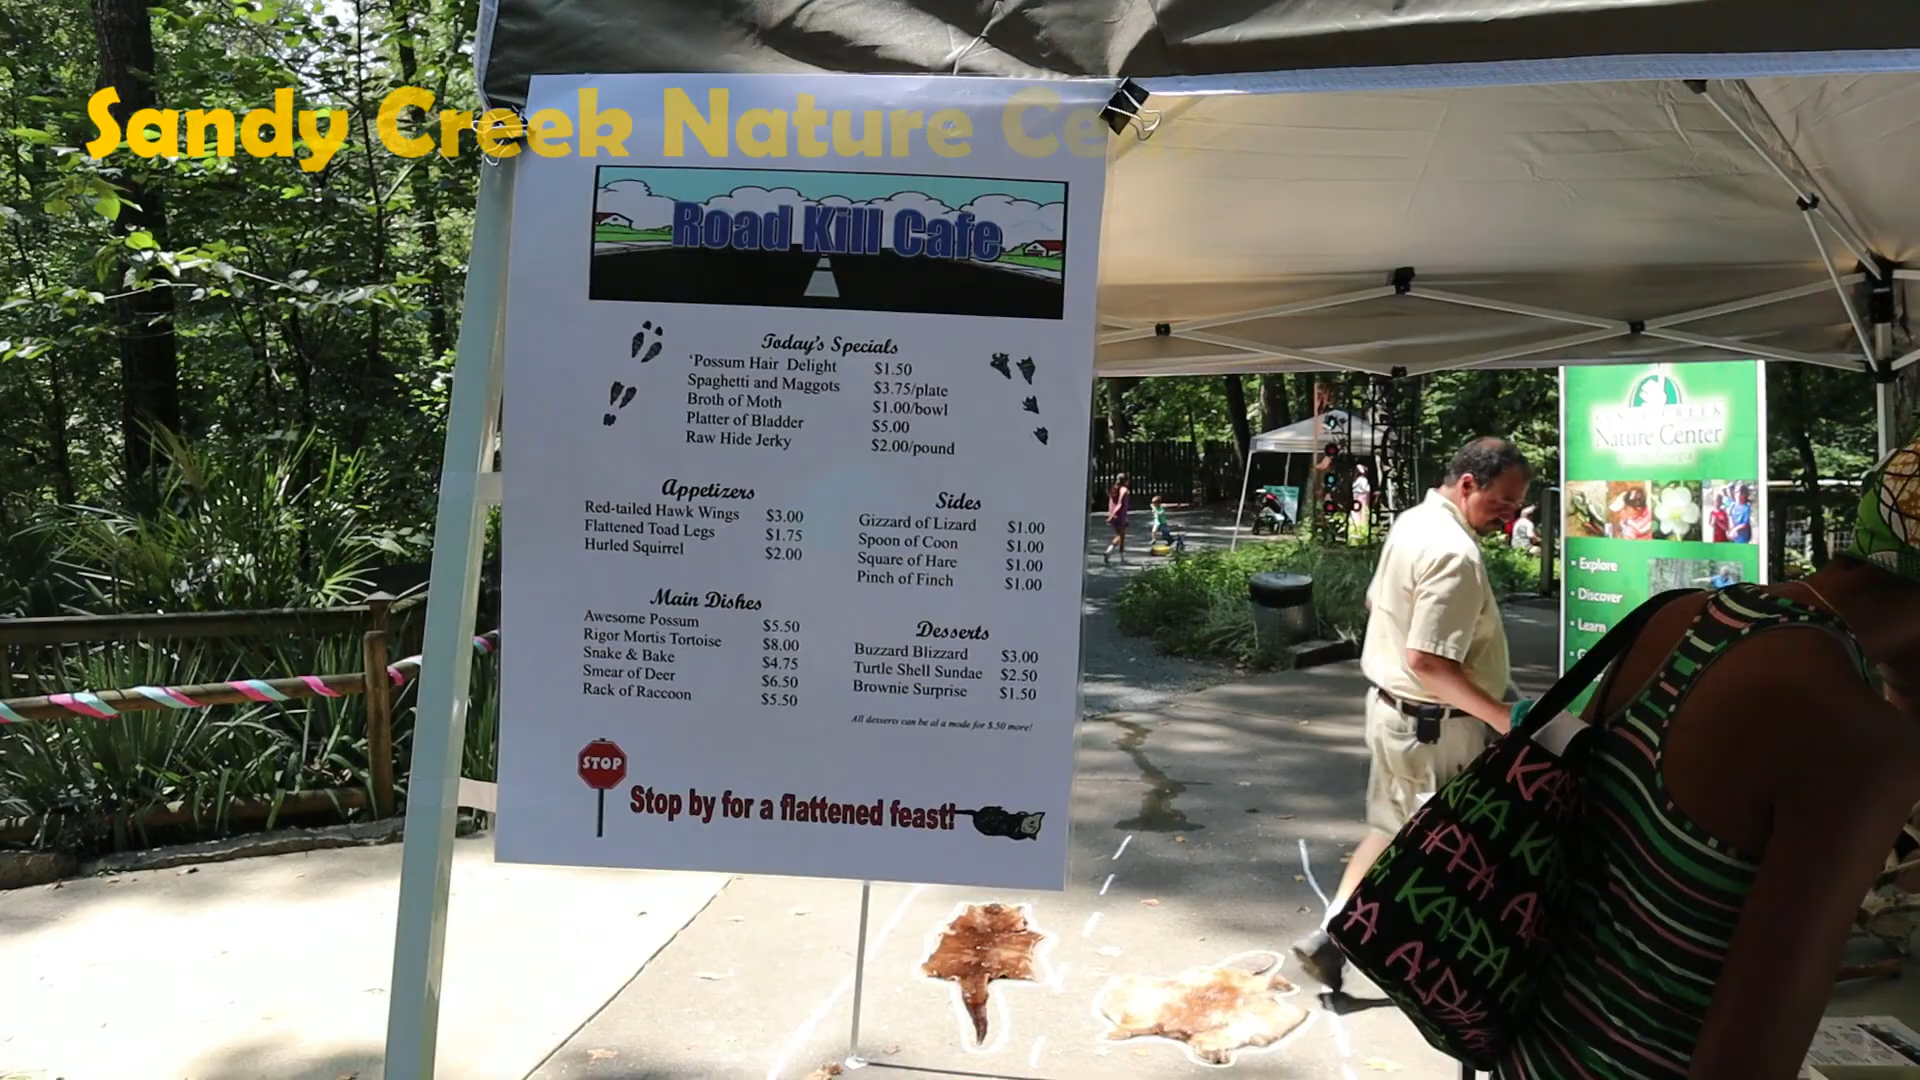 Sandy Creek Nature Cent
Road Kill Cafe
Today's Specials
'Possum Hair Delight $1.50
Spaghetti and Maggots $3.75/plate
Broth of Moth $1.00/bowl
Platter of Bladder $5.00
Raw Hide Jerky $2.00/pound
Appetizers
Red-tailed Hawk Wings $3.00
Flattened Toad Legs $1.75
Hurled Squirrel $2.00
Sides
Gizzard of Lizard $1.00
Spoon of Coon $1.00
Square of Hare $1.00
Pinch of Finch $1.00
Main Dishes
Awesome Possum $5.50
Rigor Mortis Tortoise $8.00
Snake & Bake $4.75
Smear of Deer $6.50
Rack of Raccoon $5.50
Desserts
Buzzard Blizzard $3.00
Turtle Shell Sundae $2.50
Brownie Surprise $1.50
All desserts can be al a mode for $.50 more!
STOP
Stop by for a flattened feast!
SANDY CREEK
Nature Center
• Explore
• Discover
• Learn
KAPPA